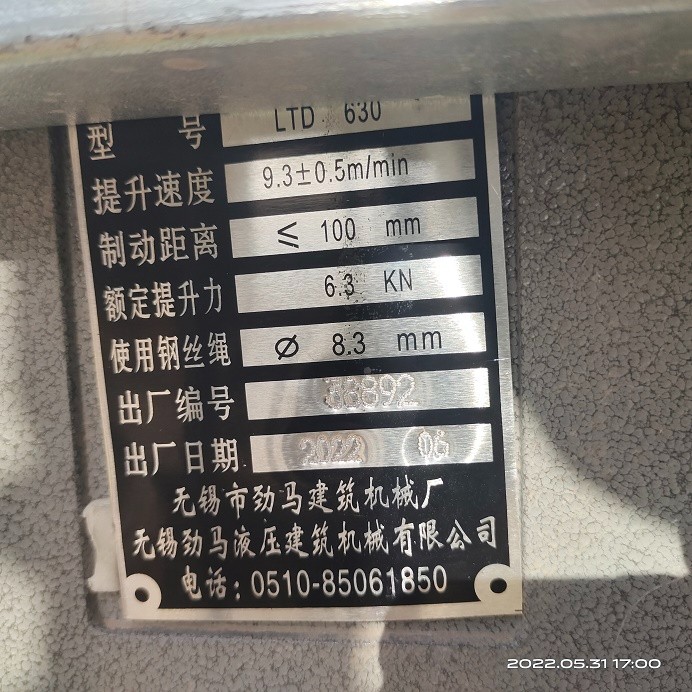 型 号 LTD 630
提升速度 9.3±0.5m/min
制动距离 ≤ 100 mm
额定提升力 6.3 KN
使用钢丝绳 Ø 8.3 mm
出厂编号
出厂日期 2022 06
无锡市劲马建筑机械厂
无锡劲马液压建筑机械有限公司
电话：0510-85061850
2022.05.31 17:00